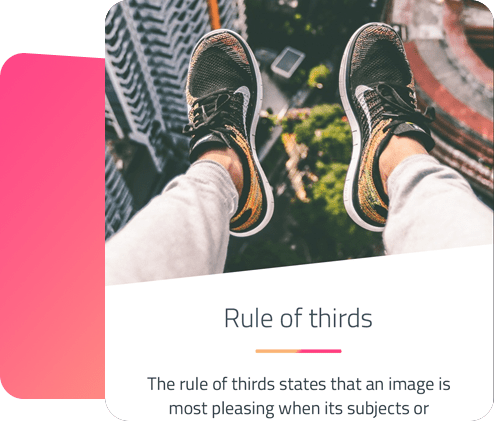 Rule of thirds
The rule of thirds states that an image is
most pleasing when its subjects or